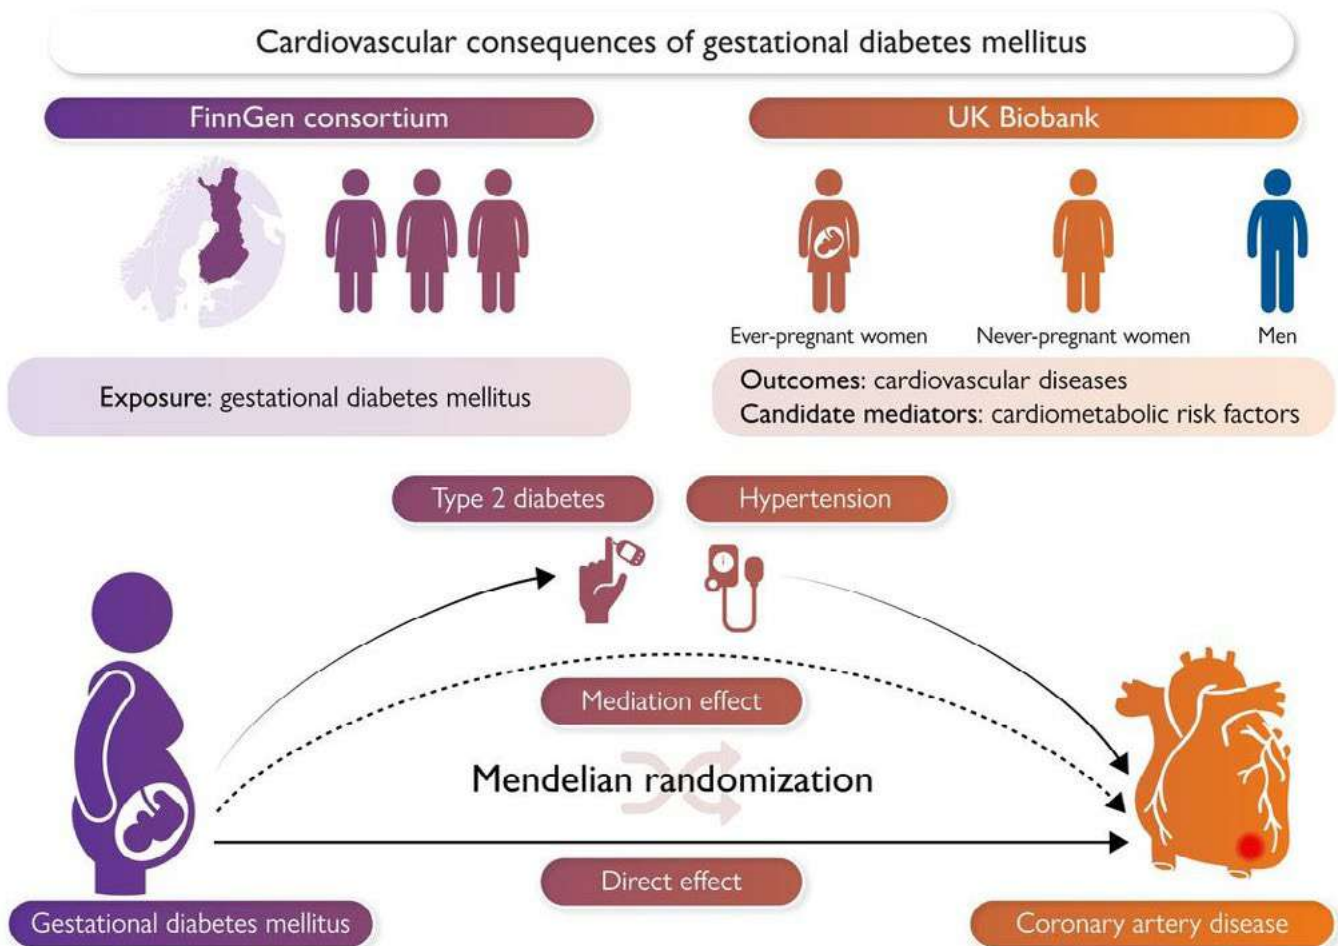 Cardiovascular consequences of gestational diabetes mellitus
FinnGen consortium
UK Biobank
Ever-pregnant women
Never-pregnant women
Men
Exposure: gestational diabetes mellitus
Outcomes: cardiovascular diseases
Candidate mediators: cardiometabolic risk factors
Type 2 diabetes
Hypertension
Mediation effect
Mendelian randomization
Direct effect
Gestational diabetes mellitus
Coronary artery disease